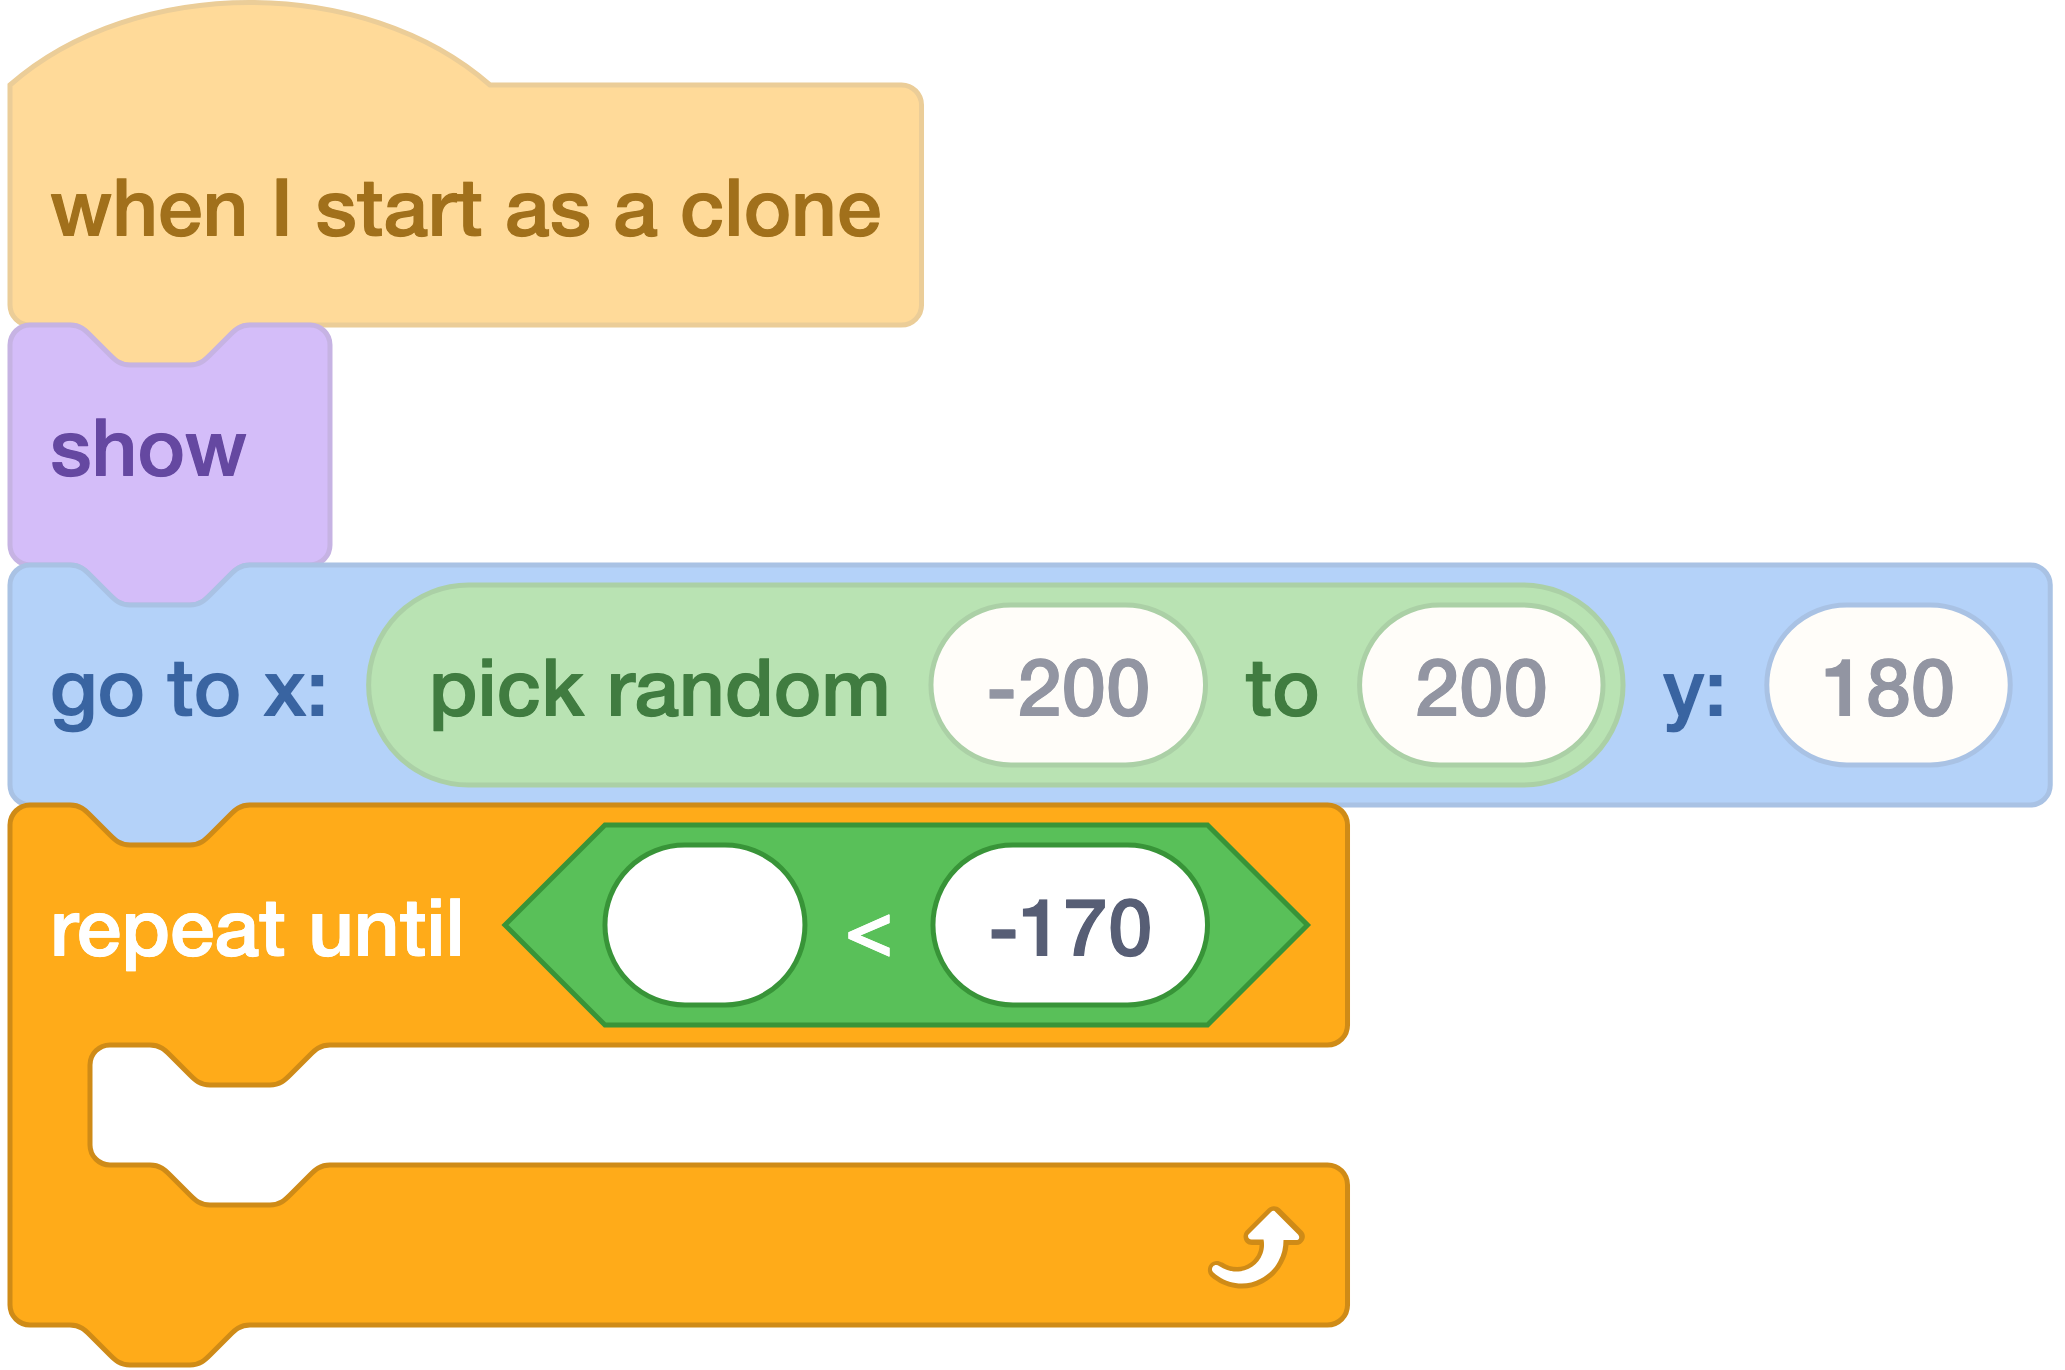 when I start as a clone
show
go to x: pick random -200 to 200 y: 180
repeat until < -170